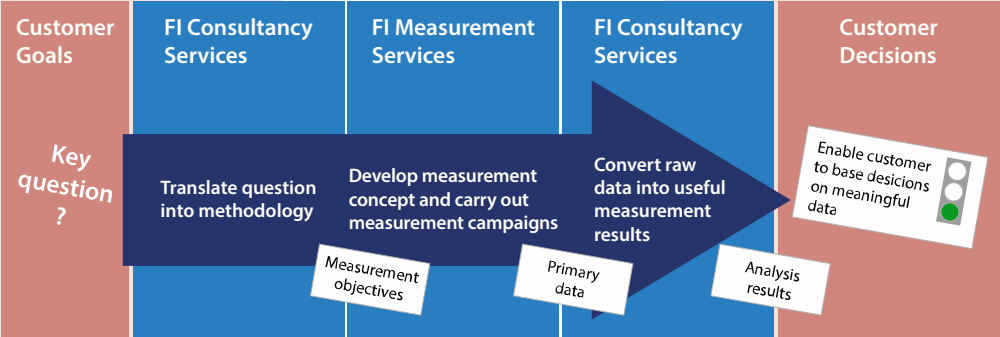 Customer
Goals
FI Consultancy
Services
FI Measurement
Services
FI Consultancy
Services
Customer
Decisions
Key
question
?
Translate question
into methodology
Develop measurement
concept and carry out
measurement campaigns
Convert raw
data into useful
measurement
results
Enable customer
to base desicions
on meaningful
data
Measurement
objectives
Primary
data
Analysis
results